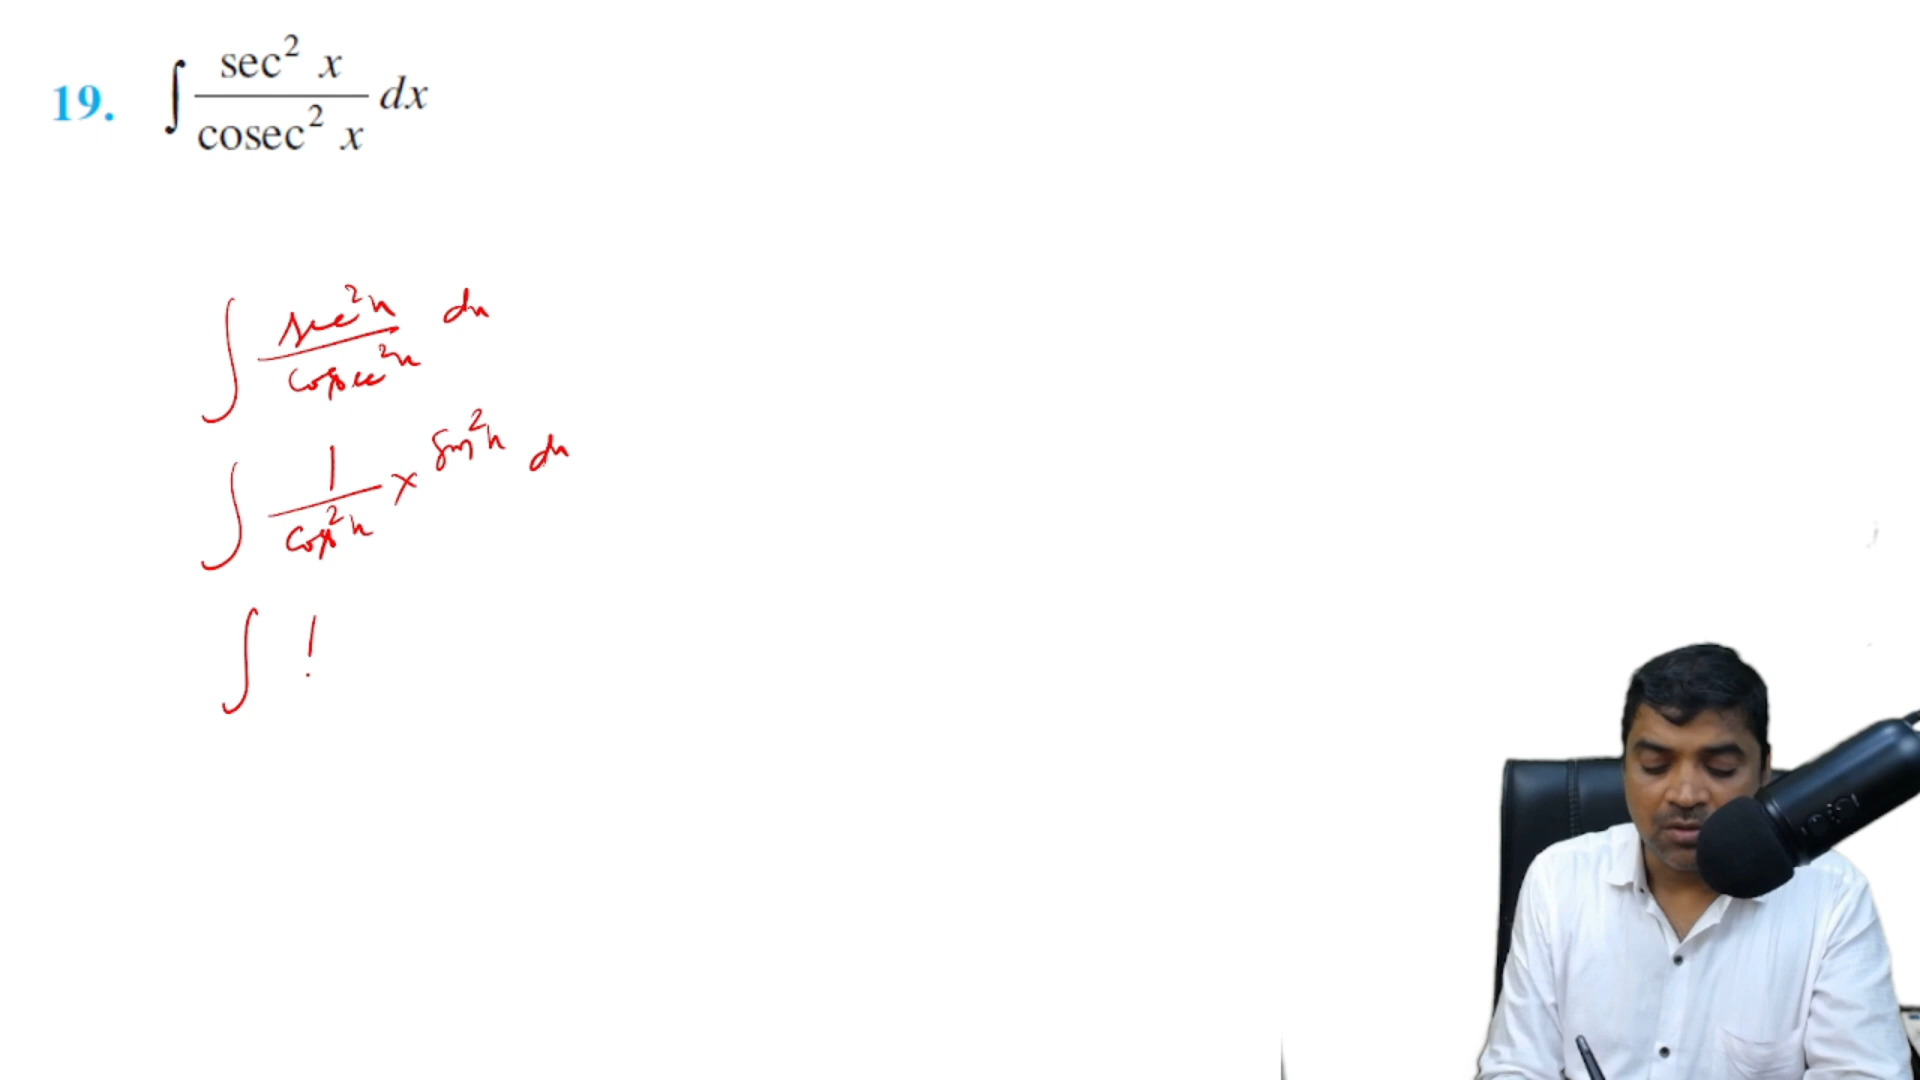 19. ∫ sec² x / cosec² x dx
∫ sec²x / cosec²x dx
∫ 1 / cos²x × sin²x dx
∫ !